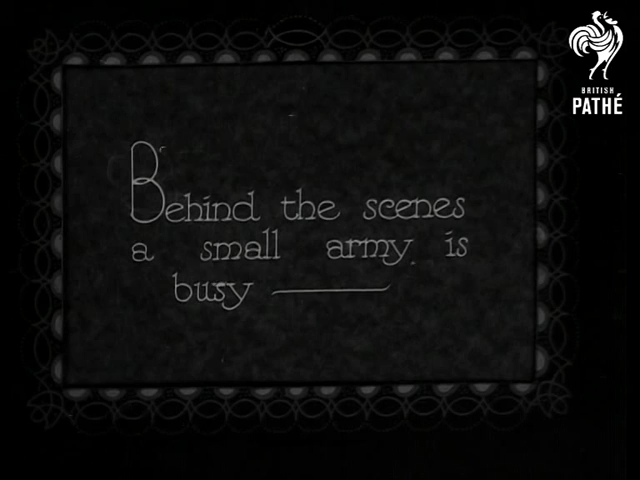 BRITISH
PATHÉ
Behind the scenes
a small army is
busy ———